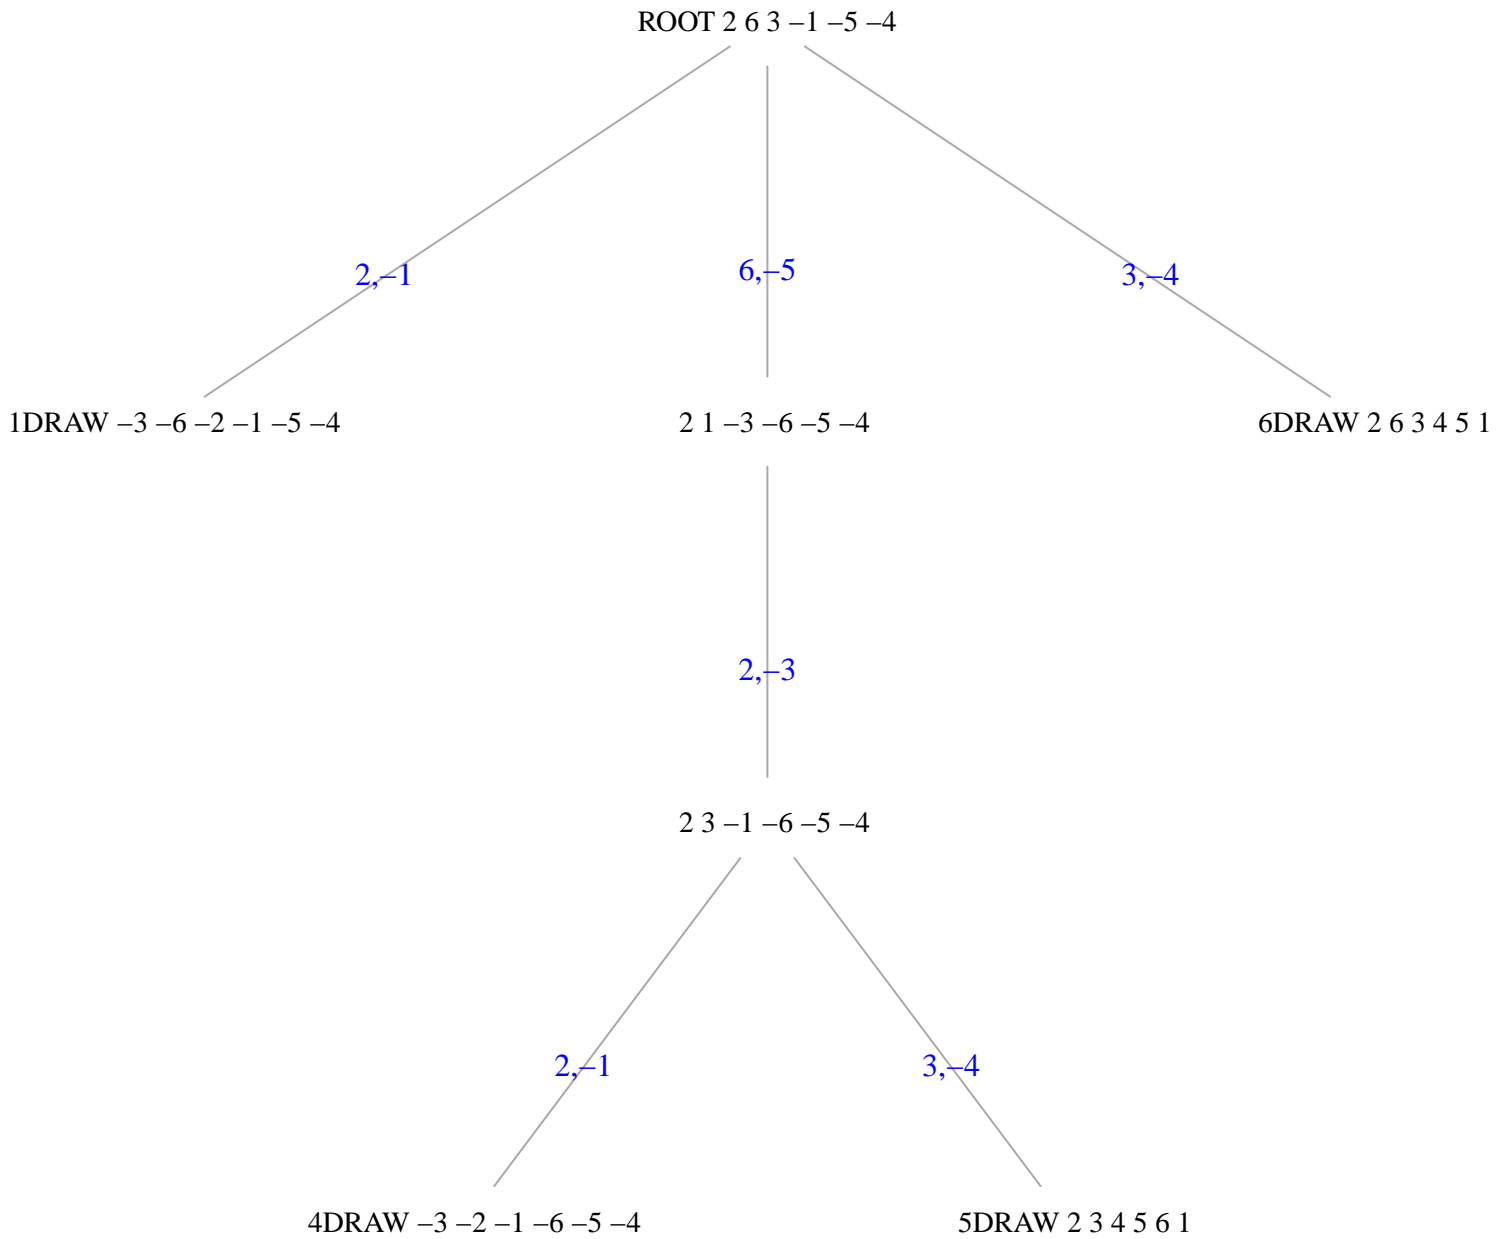 ROOT 2 6 3 –1 –5 –4
2,–1
6,–5
3,–4
1DRAW –3 –6 –2 –1 –5 –4
2 1 –3 –6 –5 –4
6DRAW 2 6 3 4 5 1
2,–3
2 3 –1 –6 –5 –4
2,–1
3,–4
4DRAW –3 –2 –1 –6 –5 –4
5DRAW 2 3 4 5 6 1